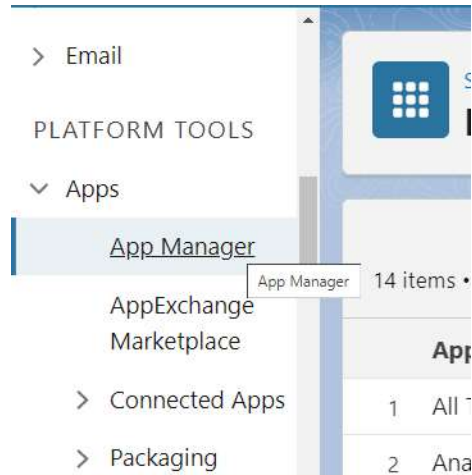 Email
PLATFORM TOOLS
Apps
App Manager
App Manager
AppExchange
Marketplace
Connected Apps
Packaging
14 items •
App
1 All
2 Ana